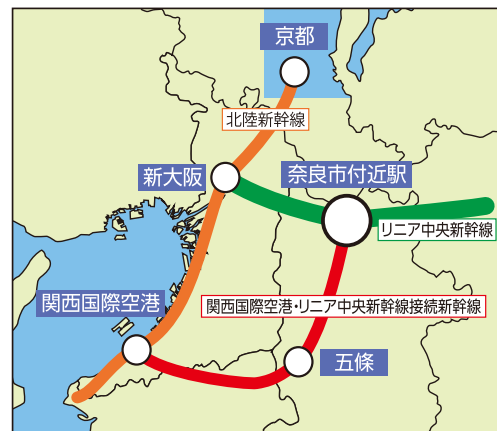 京都
北陸新幹線
新大阪
奈良市付近駅
リニア中央新幹線
関西国際空港
関西国際空港・リニア中央新幹線接続新幹線
五條